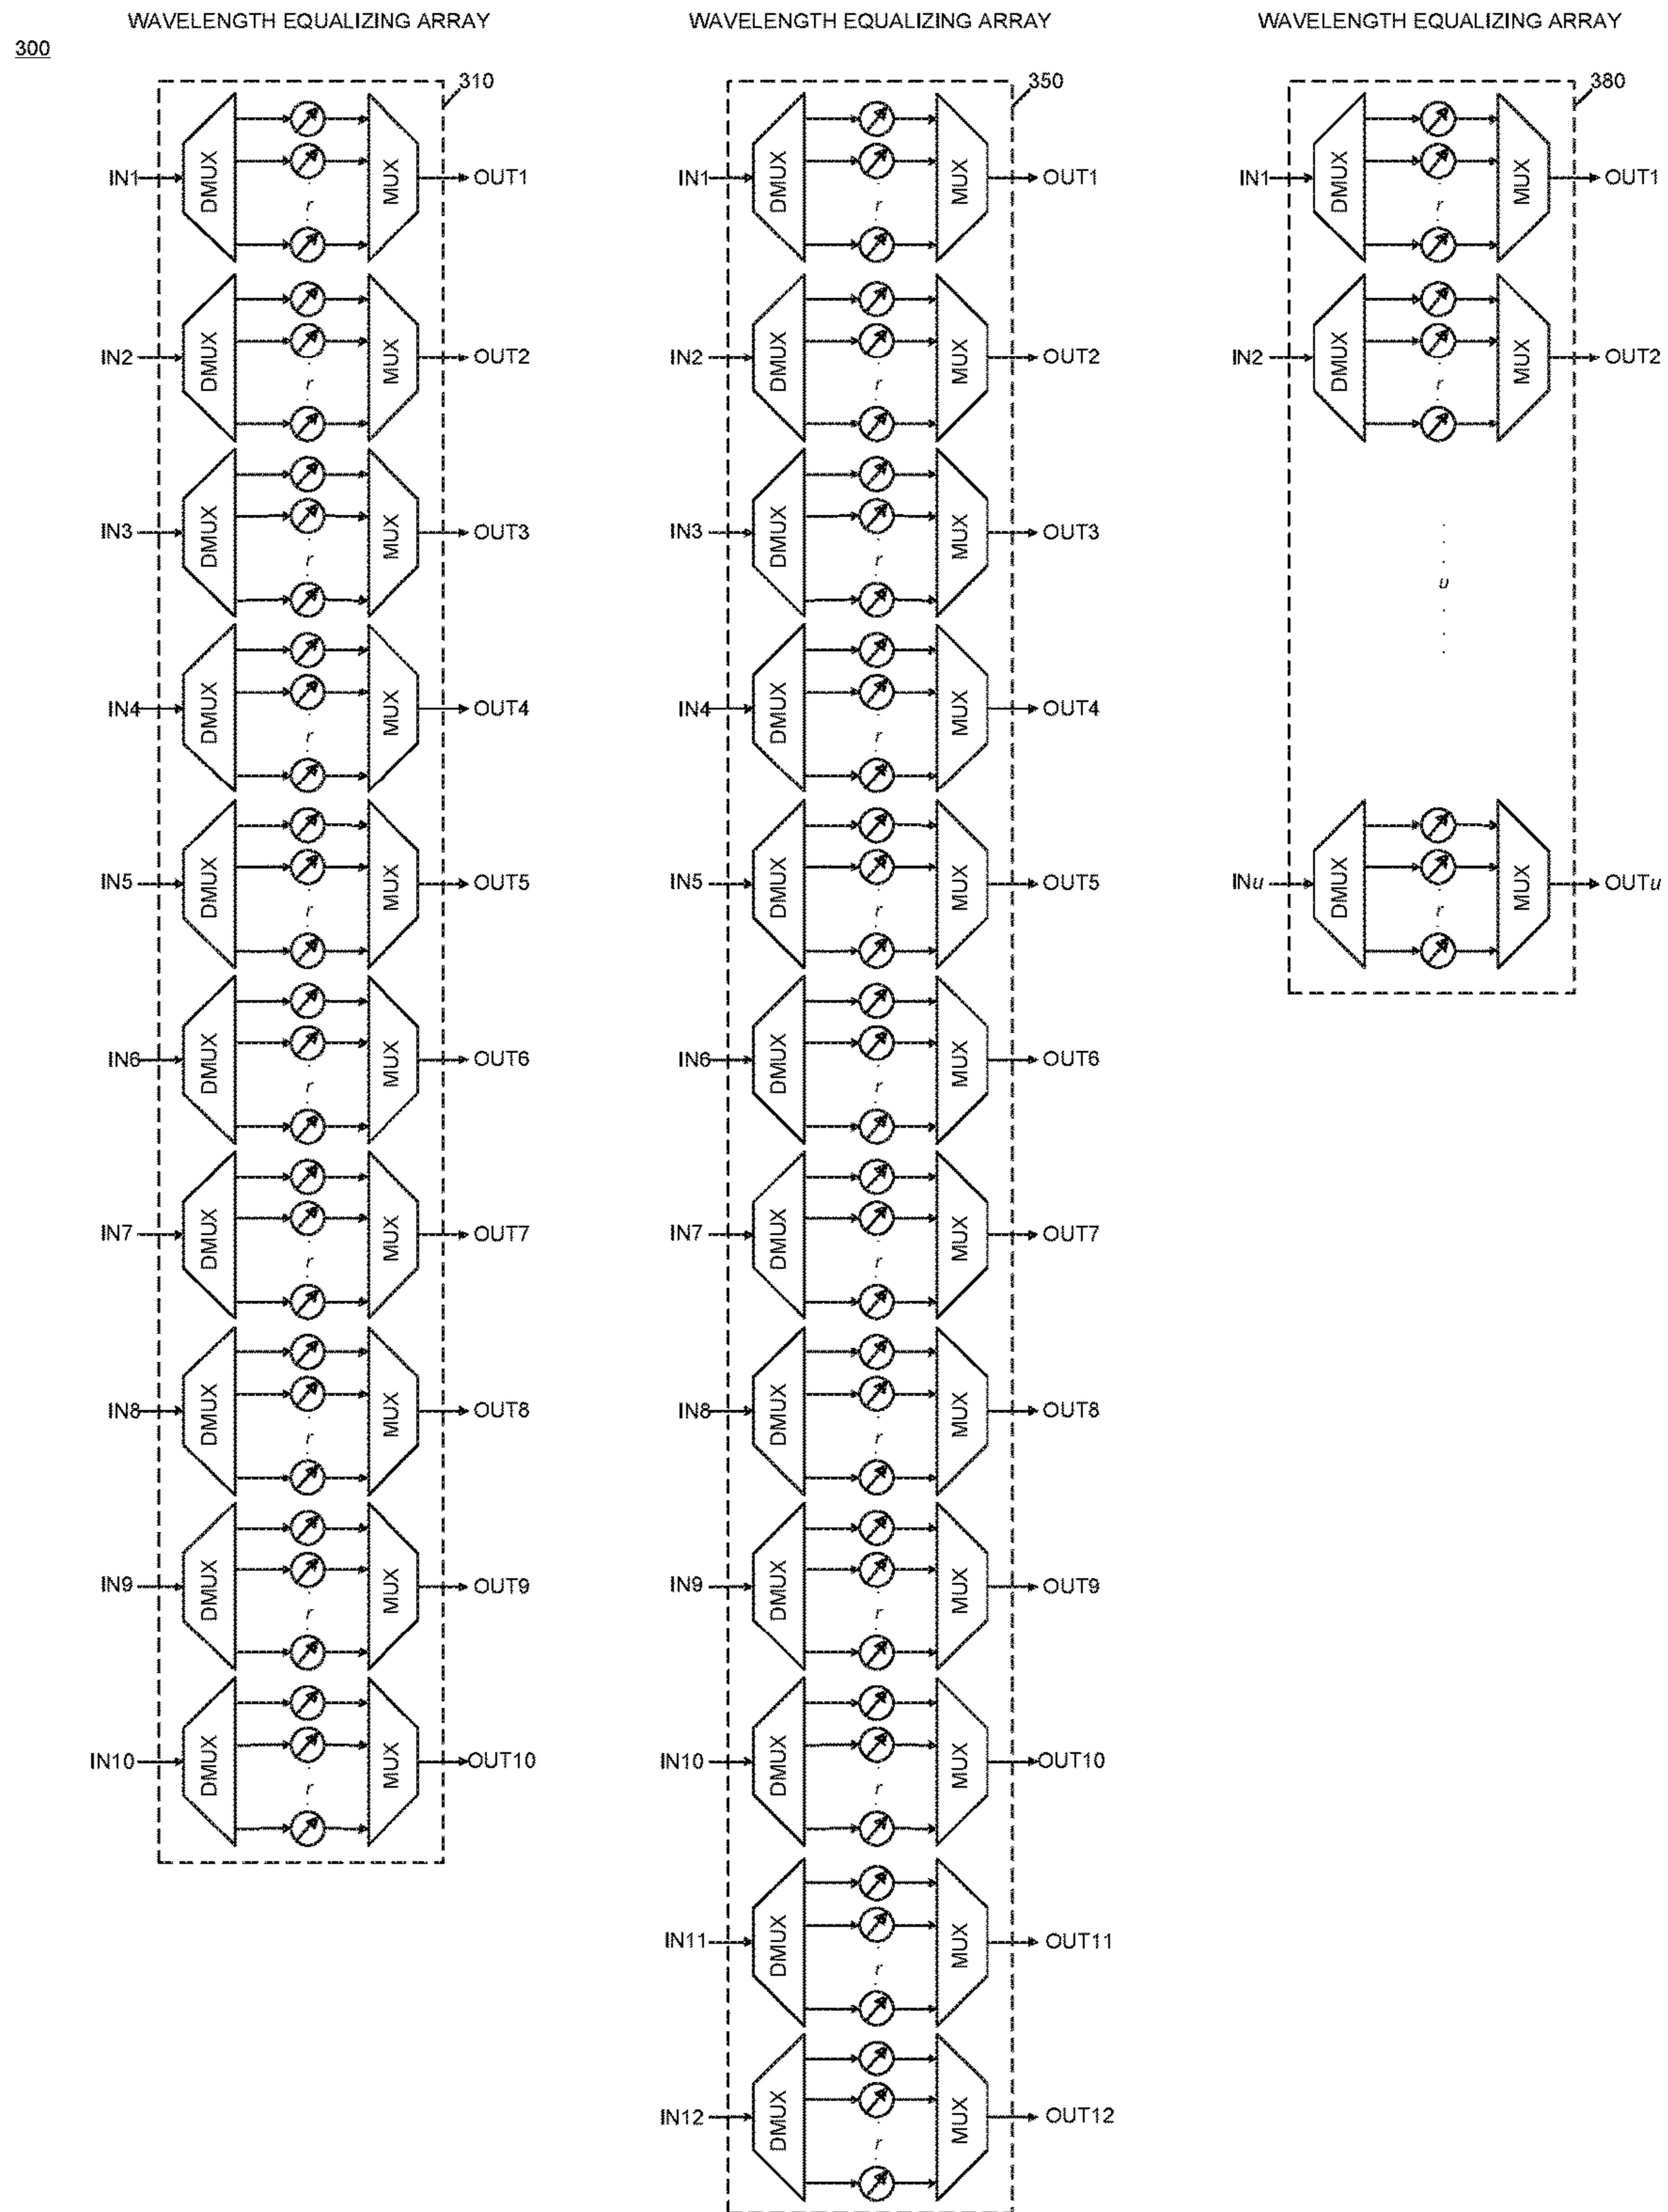 WAVELENGTH EQUALIZING ARRAY WAVELENGTH EQUALIZING ARRAY WAVELENGTH EQUALIZING ARRAY
300
310 350 380
IN1 DMUX r MUX OUT1 IN1 DMUX r MUX OUT1 IN1 DMUX r MUX OUT1
IN2 DMUX r MUX OUT2 IN2 DMUX r MUX OUT2 IN2 DMUX r MUX OUT2
IN3 DMUX r MUX OUT3 IN3 DMUX r MUX OUT3
u
IN4 DMUX r MUX OUT4 IN4 DMUX r MUX OUT4
IN5 DMUX r MUX OUT5 IN5 DMUX r MUX OUT5 INu DMUX r MUX OUTu
IN6 DMUX r MUX OUT6 IN6 DMUX r MUX OUT6
IN7 DMUX r MUX OUT7 IN7 DMUX r MUX OUT7
IN8 DMUX r MUX OUT8 IN8 DMUX r MUX OUT8
IN9 DMUX r MUX OUT9 IN9 DMUX r MUX OUT9
IN10 DMUX r MUX OUT10 IN10 DMUX r MUX OUT10
IN11 DMUX r MUX OUT11
IN12 DMUX r MUX OUT12